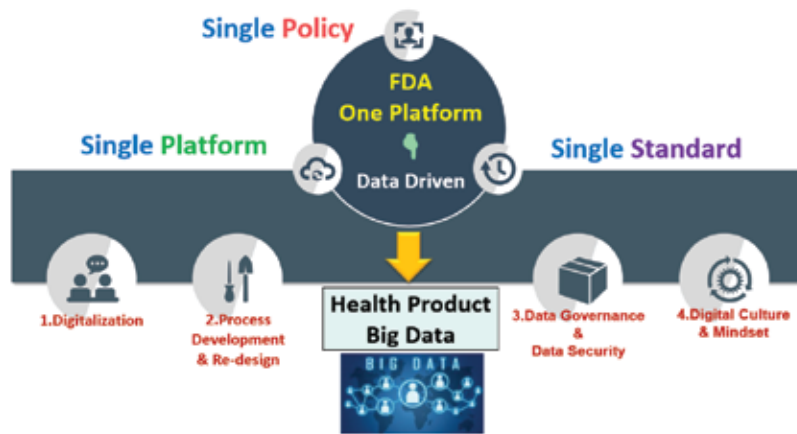 Single Policy
FDA
One Platform
Single Platform
Single Standard
Data Driven
1.Digitalization
2.Process
Development
& Re-design
Health Product
Big Data
3.Data Governance
&
Data Security
4.Digital Culture
& Mindset
BIG DATA